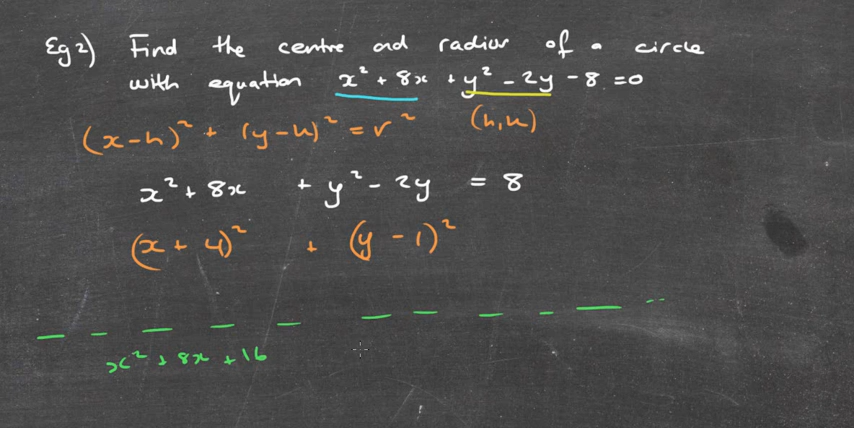 Eg 2) Find the centre and radius of a circle
with equation x² + 8x + y² - 2y - 8 = 0
(x-h)² + (y-k)² = r² (h,k)
x² + 8x + y² - 2y = 8
(x + 4)² + (y - 1)²
x² + 8x + 16